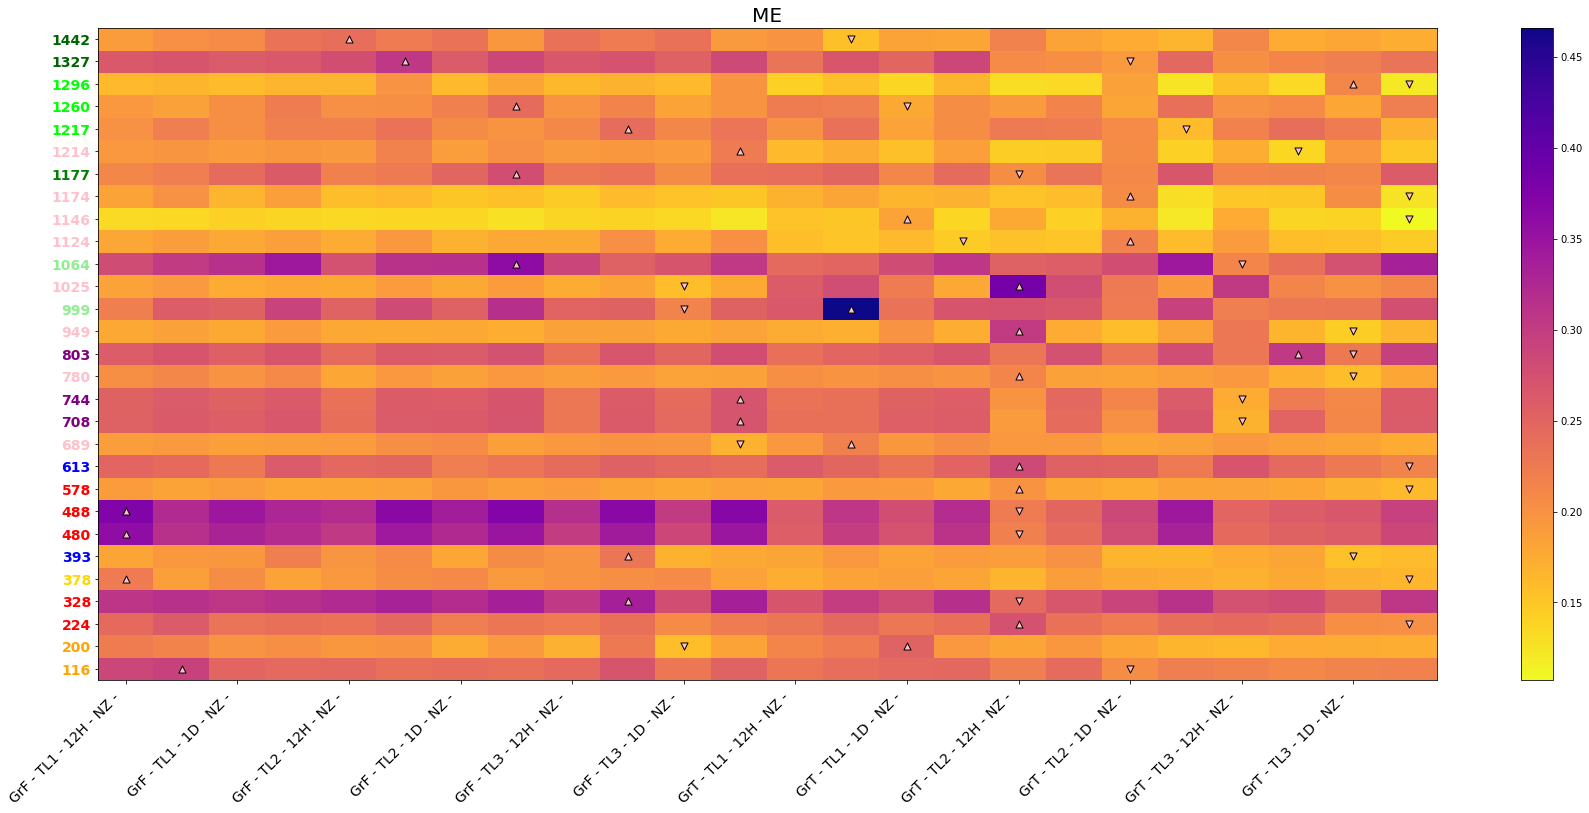 ME
1442
1327
1296
1260
1217
1214
1177
1174
1146
1124
1064
1025
999
949
803
780
744
708
689
613
578
488
480
393
378
328
224
200
116
0.45
0.40
0.35
0.30
0.25
0.20
0.15
GrF - TL1 - 12H - NZ -
GrF - TL1 - 1D - NZ -
GrF - TL2 - 12H - NZ -
GrF - TL2 - 1D - NZ -
GrF - TL3 - 12H - NZ -
GrF - TL3 - 1D - NZ -
GrT - TL1 - 12H - NZ -
GrT - TL1 - 1D - NZ -
GrT - TL2 - 12H - NZ -
GrT - TL2 - 1D - NZ -
GrT - TL3 - 12H - NZ -
GrT - TL3 - 1D - NZ -